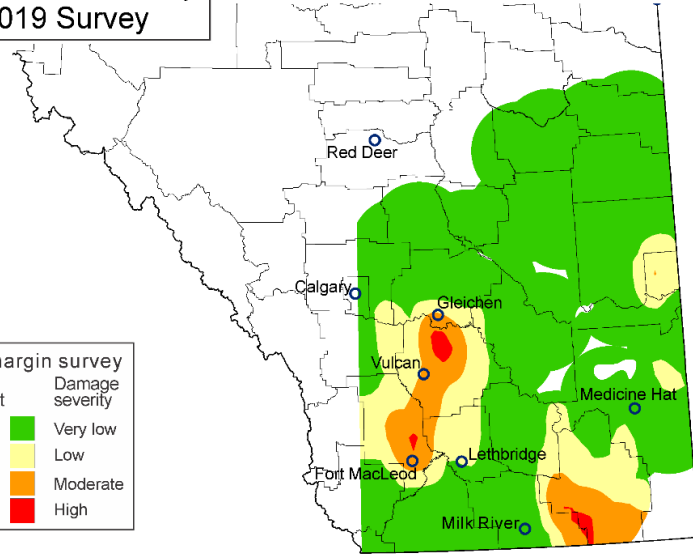 019 Survey
Red Deer
Calgary
Gleichen
Vulcan
Medicine Hat
Lethbridge
Fort MacLeod
Milk River
margin survey
Damage
severity
Very low
Low
Moderate
High